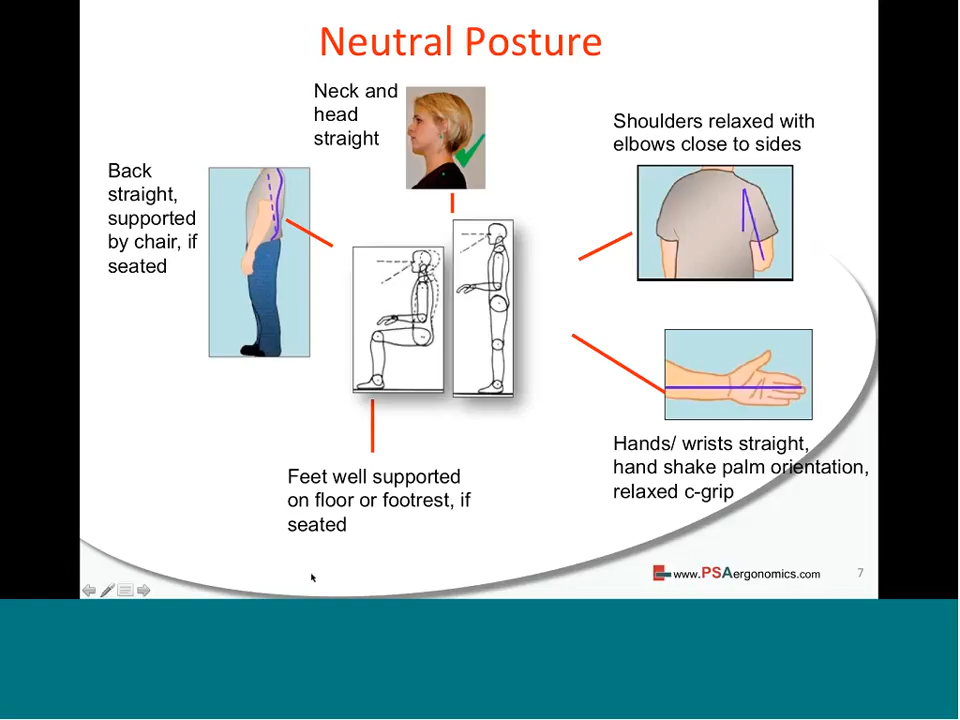 Neutral Posture
Neck and
head
straight
Shoulders relaxed with
elbows close to sides
Back
straight,
supported
by chair, if
seated
Hands/ wrists straight,
hand shake palm orientation,
relaxed c-grip
Feet well supported
on floor or footrest, if
seated
www.PSAergonomics.com
7